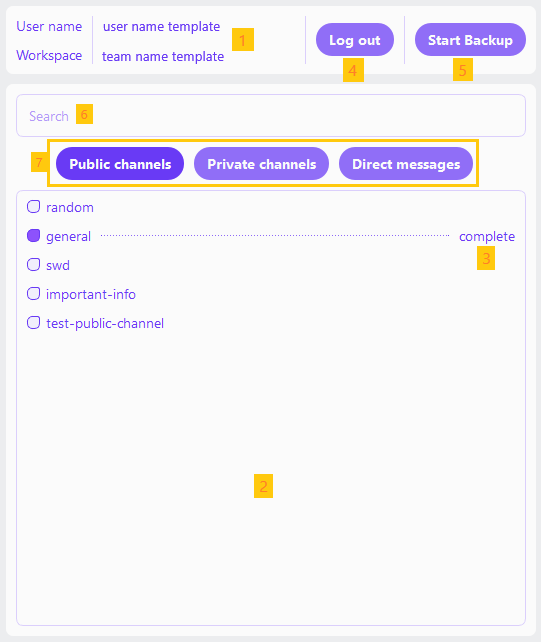 User name user name template
Workspace team name template
1
Log out
4
Start Backup
5
Search 6
7 Public channels Private channels Direct messages
random
general complete
3
swd
important-info
test-public-channel
2